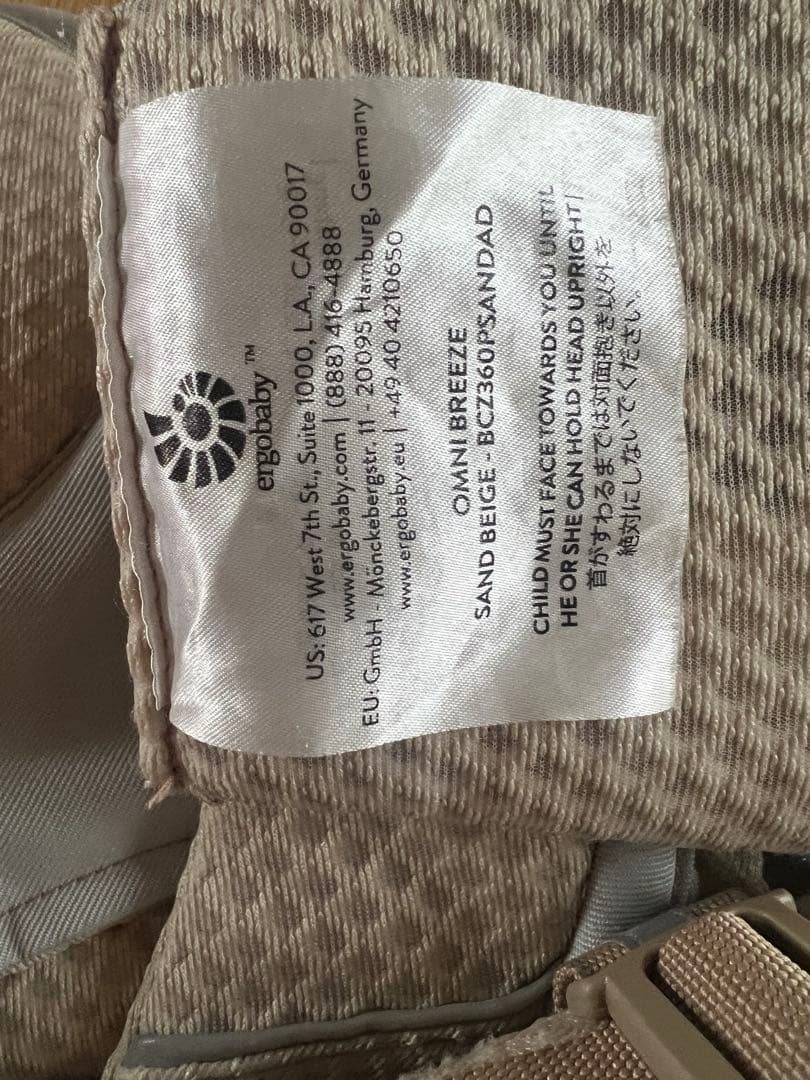 ergobaby™
US: 617 West 7th St., Suite 1000, L.A., CA 90017
www.ergobaby.com | (888) 416-4888
EU: GmbH - Mönckebergstr. 11 - 20095 Hamburg, Germany
www.ergobaby.eu | +49 40 4210650
OMNI BREEZE
SAND BEIGE - BCZ360PSANDAD
CHILD MUST FACE TOWARDS YOU UNTIL
HE OR SHE CAN HOLD HEAD UPRIGHT|
首がすわるまでは対面抱き以外を
絶対にしないでください。